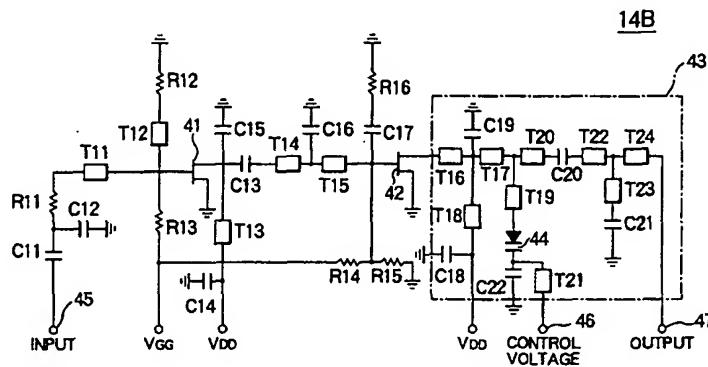 14B
43
R12
R16
T12
41
C15
C16
C17
C19
T20
T22
T24
T11
T14
C13
T15
42
T16
T17
C20
R11
C12
R13
T13
T18
T19
T23
C21
C11
44
R14
R15
C18
C22
T21
C14
45
46
47
INPUT
VGG
VDD
VDD
CONTROL
VOLTAGE
OUTPUT